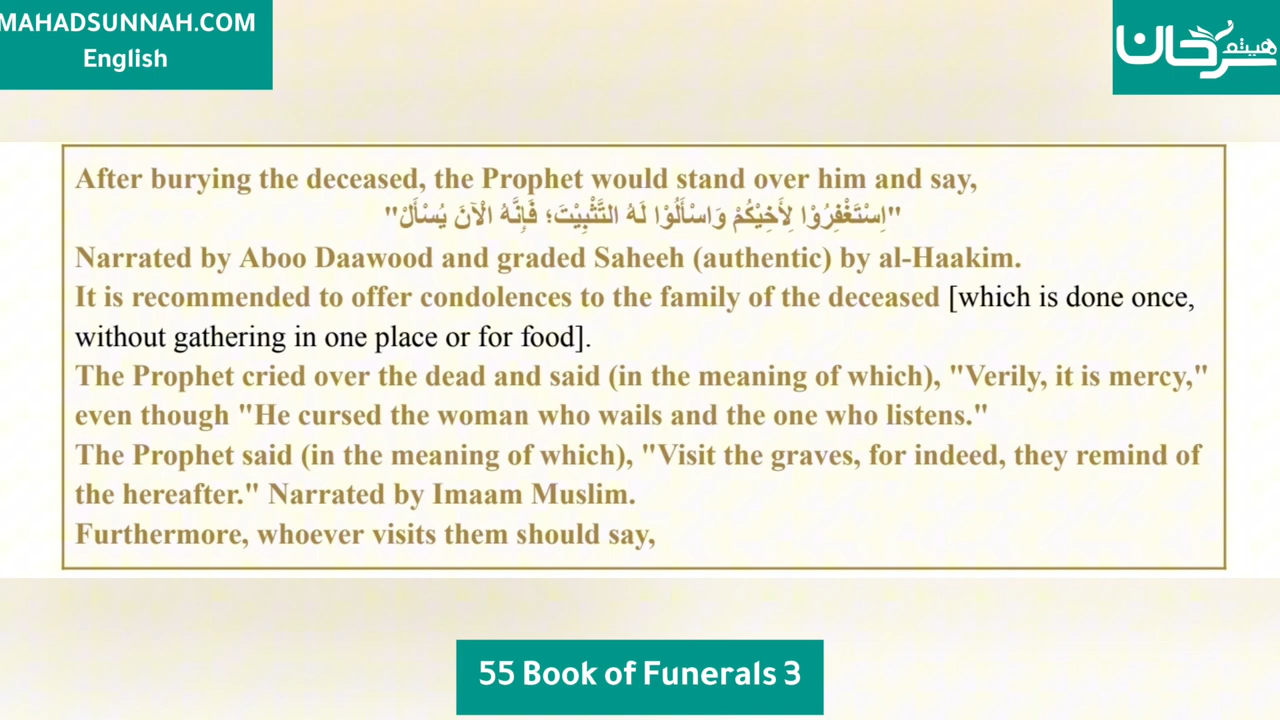 MAHADSUNNAH.COM
English
هيثم سرحان
After burying the deceased, the Prophet would stand over him and say,
"اِسْتَغْفِرُوْا لِأَخِيْكُمْ وَاسْأَلُوْا لَهُ التَّثْبِيْتَ؛ فَإِنَّهُ الْآنَ يُسْأَلْ"
Narrated by Aboo Daawood and graded Saheeh (authentic) by al-Haakim.
It is recommended to offer condolences to the family of the deceased [which is done once,
without gathering in one place or for food].
The Prophet cried over the dead and said (in the meaning of which), "Verily, it is mercy,"
even though "He cursed the woman who wails and the one who listens."
The Prophet said (in the meaning of which), "Visit the graves, for indeed, they remind of
the hereafter." Narrated by Imaam Muslim.
Furthermore, whoever visits them should say,
55 Book of Funerals 3